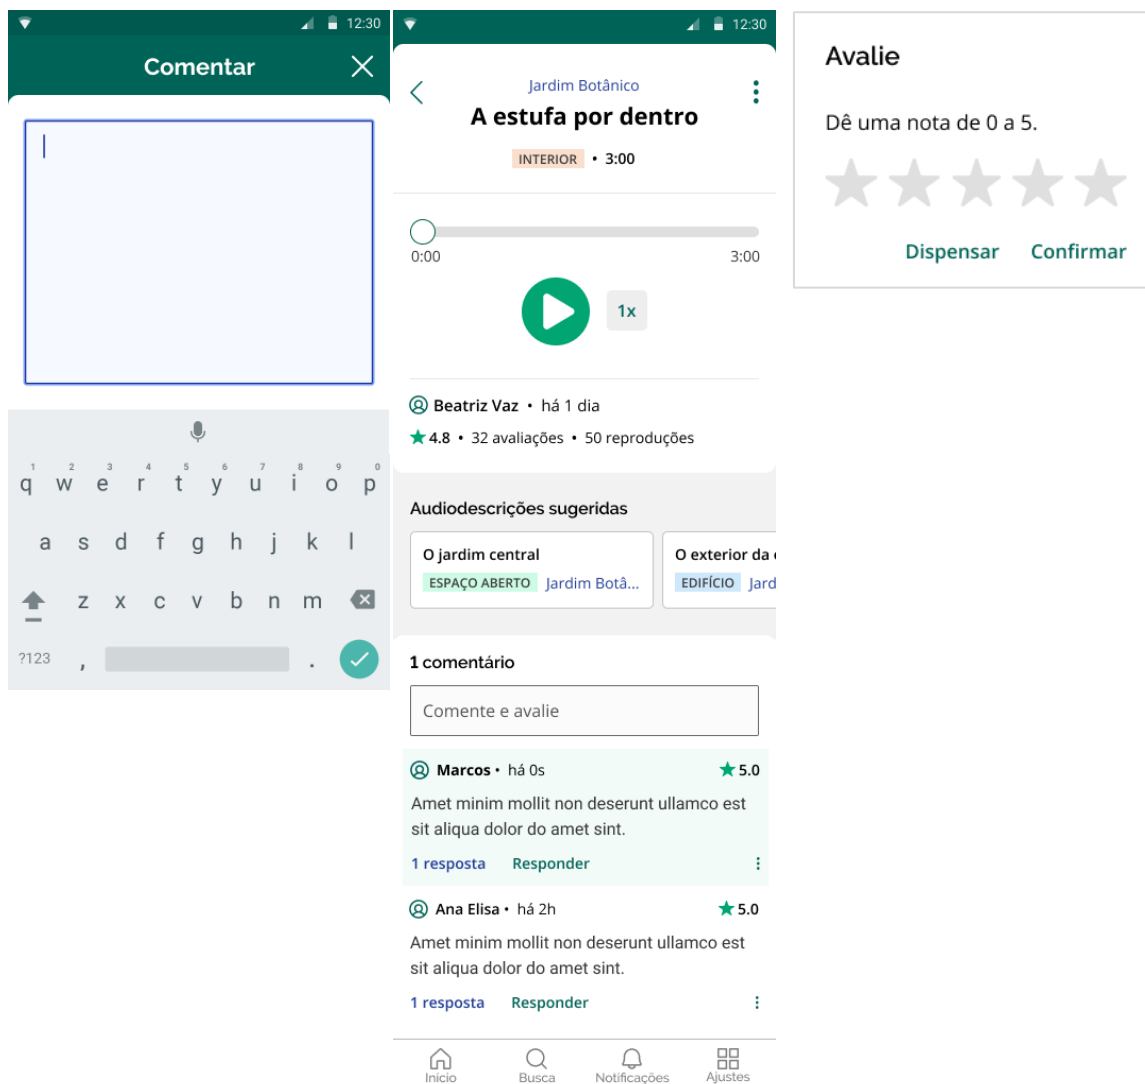 12:30
Comentar
1 2 3 4 5 6 7 8 9 0
q w e r t y u i o p
a s d f g h j k l
z x c v b n m
?123 , .
12:30
Jardim Botânico
A estufa por dentro
INTERIOR • 3:00
0:00 3:00
1x
Beatriz Vaz • há 1 dia
4.8 • 32 avaliações • 50 reproduções
Audiodescrições sugeridas
O jardim central
ESPAÇO ABERTO Jardim Botâ...
O exterior da
EDIFÍCIO Jard
1 comentário
Comente e avalie
Marcos • há 0s 5.0
Amet minim mollit non deserunt ullamco est
sit aliqua dolor do amet sint.
1 resposta Responder
Ana Elisa • há 2h 5.0
Amet minim mollit non deserunt ullamco est
sit aliqua dolor do amet sint.
1 resposta Responder
Início Busca Notificações Ajustes
Avalie
Dê uma nota de 0 a 5.
Dispensar Confirmar